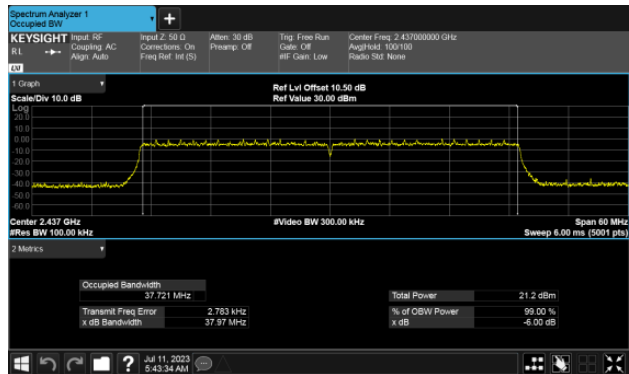 Spectrum Analyzer 1
Occupied BW
KEYSIGHT Input: RF Input Z: 50 Ω Atten: 30 dB Trig: Free Run Center Freq: 2.437000000 GHz
RL Coupling: AC Corrections: On Preamp: Off Gate: Off Avg|Hold: 100/100
Align: Auto Freq Ref: Int (S) #IF Gain: Low Radio Std: None
LXI
1 Graph Ref Lvl Offset 10.50 dB
Scale/Div 10.0 dB Ref Value 30.00 dBm
Log
20.0
10.0
0.00
-10.0
-20.0
-30.0
-40.0
-50.0
-60.0
Center 2.437 GHz #Video BW 300.00 kHz Span 60 MHz
#Res BW 100.00 kHz Sweep 6.00 ms (5001 pts)
2 Metrics
Occupied Bandwidth
37.721 MHz Total Power 21.2 dBm
Transmit Freq Error 2.783 kHz % of OBW Power 99.00 %
x dB Bandwidth 37.97 MHz x dB -6.00 dB
? Jul 11, 2023
5:43:34 AM